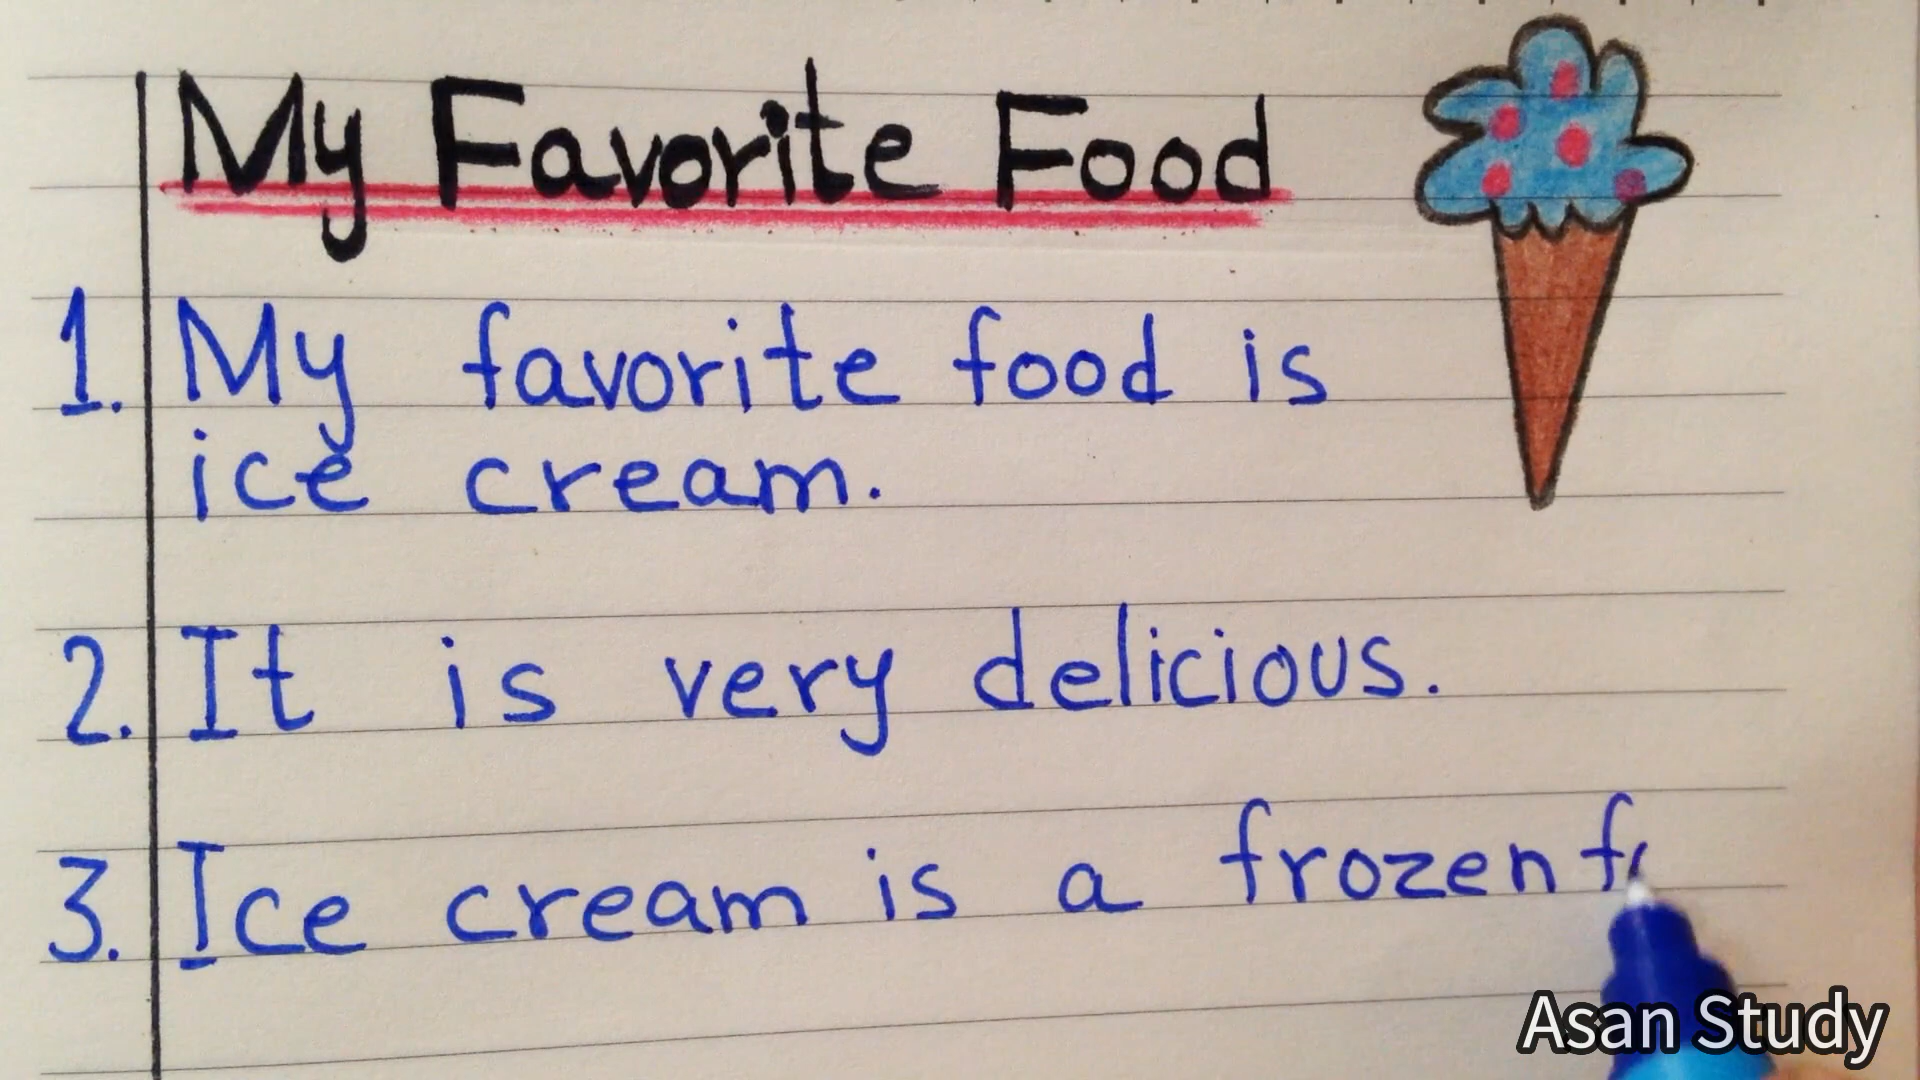 My Favorite Food
1. My favorite food is
ice cream.
2. It is very delicious.
3. Ice cream is a frozen
Asan Study